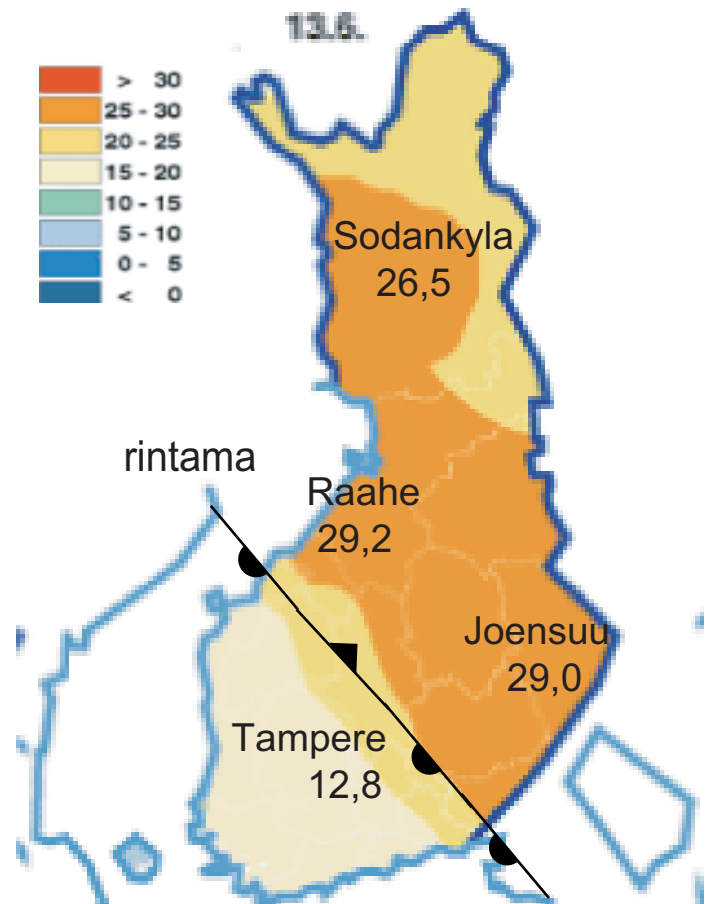 13.6.
> 30
25 - 30
20 - 25
15 - 20
10 - 15
5 - 10
0 - 5
< 0
Sodankyla
26,5
rintama
Raahe
29,2
Joensuu
29,0
Tampere
12,8